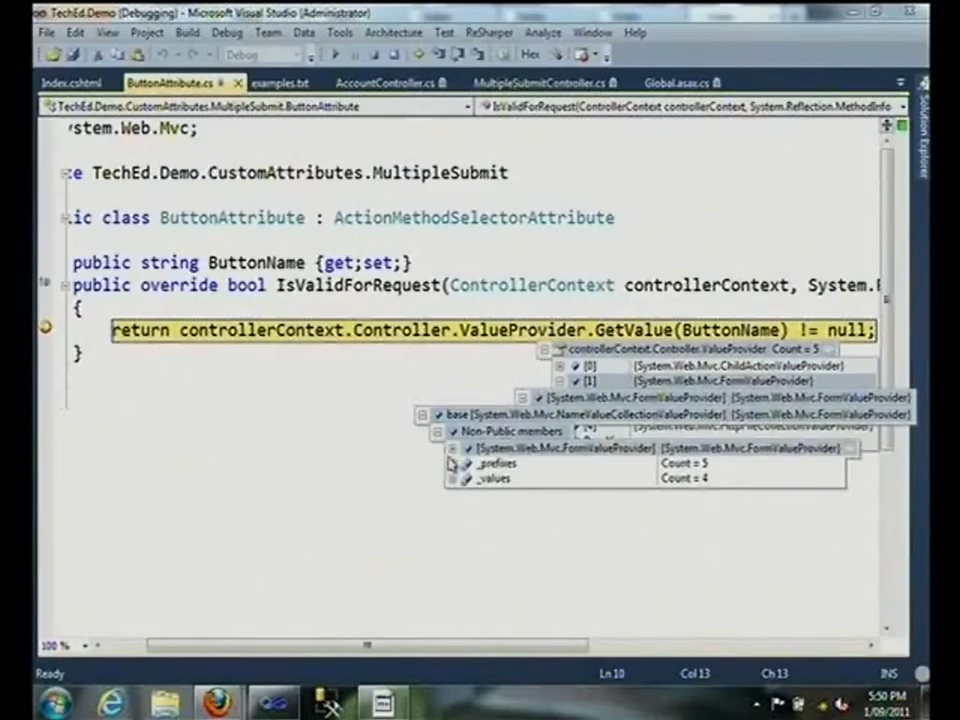 TechEd.Demo (Debugging) - Microsoft Visual Studio (Administrator)
File Edit View Project Build Debug Team Data Tools Architecture Test ReSharper Analyze Window Help
Debug Hex
Index.cshtml ButtonAttribute.cs examples.txt AccountController.cs MultipleSubmitController.cs Global.asax.cs
TechEd.Demo.CustomAttributes.MultipleSubmit.ButtonAttribute IsValidForRequest(ControllerContext controllerContext, System.Reflection.MethodInfo
Solution Explorer
stem.Web.Mvc;
:e TechEd.Demo.CustomAttributes.MultipleSubmit
ic class ButtonAttribute : ActionMethodSelectorAttribute
public string ButtonName {get;set;}
public override bool IsValidForRequest(ControllerContext controllerContext, System.
{
return controllerContext.Controller.ValueProvider.GetValue(ButtonName) != null;
}
controllerContext.Controller.ValueProvider Count = 5
[0] {System.Web.Mvc.ChildActionValueProvider}
[1] {System.Web.Mvc.FormValueProvider}
[System.Web.Mvc.FormValueProvider] {System.Web.Mvc.FormValueProvider}
base {System.Web.Mvc.NameValueCollectionValueProvider} {System.Web.Mvc.FormValueProvider}
Non-Public members
[System.Web.Mvc.FormValueProvider] {System.Web.Mvc.FormValueProvider}
_prefixes Count = 5
_values Count = 4
100 %
Ready Ln 10 Col 13 Ch 13 INS
5:50 PM
1/09/2011